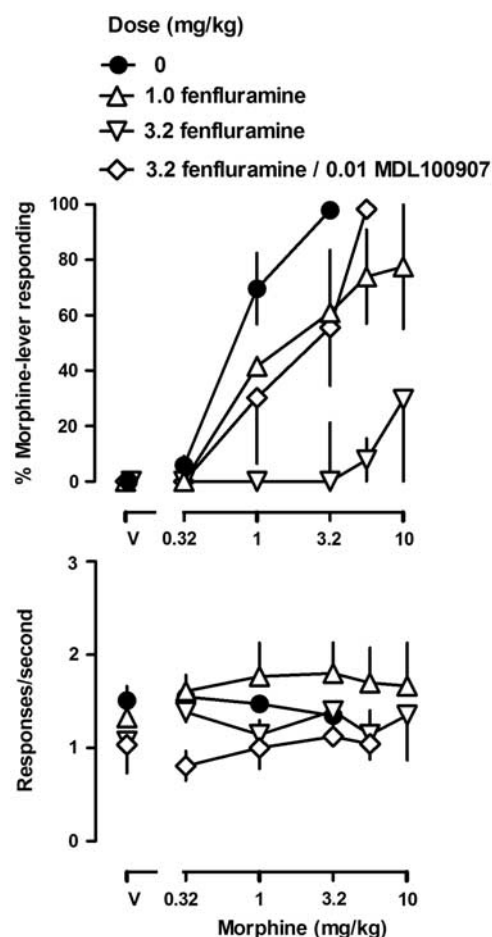 Dose (mg/kg)
0
1.0 fenfluramine
3.2 fenfluramine
3.2 fenfluramine / 0.01 MDL100907
% Morphine-lever responding
100
80
60
40
20
0
V 0.32 1 3.2 10
Responses/second
3
2
1
0
V 0.32 1 3.2 10
Morphine (mg/kg)